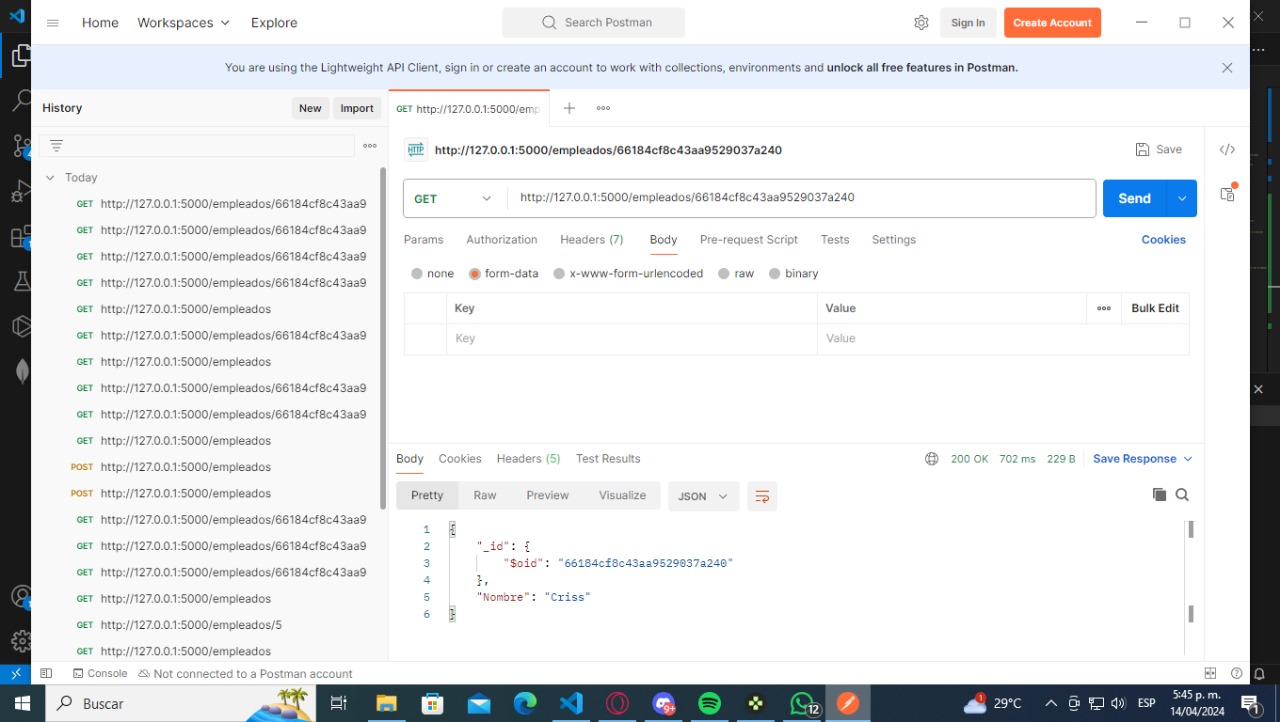 Home Workspaces Explore Search Postman Sign In Create Account
You are using the Lightweight API Client, sign in or create an account to work with collections, environments and unlock all free features in Postman.
History New Import GET http://127.0.0.1:5000/emp
http://127.0.0.1:5000/empleados/66184cf8c43aa9529037a240 Save
Today
GET http://127.0.0.1:5000/empleados/66184cf8c43aa9529037a240 Send
GET http://127.0.0.1:5000/empleados/66184cf8c43aa9
GET http://127.0.0.1:5000/empleados/66184cf8c43aa9
GET http://127.0.0.1:5000/empleados/66184cf8c43aa9
GET http://127.0.0.1:5000/empleados/66184cf8c43aa9
GET http://127.0.0.1:5000/empleados
GET http://127.0.0.1:5000/empleados/66184cf8c43aa9
GET http://127.0.0.1:5000/empleados
GET http://127.0.0.1:5000/empleados/66184cf8c43aa9
GET http://127.0.0.1:5000/empleados/66184cf8c43aa9
GET http://127.0.0.1:5000/empleados
POST http://127.0.0.1:5000/empleados
POST http://127.0.0.1:5000/empleados
GET http://127.0.0.1:5000/empleados/66184cf8c43aa9
GET http://127.0.0.1:5000/empleados/66184cf8c43aa9
GET http://127.0.0.1:5000/empleados/66184cf8c43aa9
GET http://127.0.0.1:5000/empleados
GET http://127.0.0.1:5000/empleados/5
GET http://127.0.0.1:5000/empleados
Params Authorization Headers (7) Body Pre-request Script Tests Settings Cookies
none form-data x-www-form-urlencoded raw binary
Key Value Bulk Edit
Key Value
Body Cookies Headers (5) Test Results 200 OK 702 ms 229 B Save Response
Pretty Raw Preview Visualize JSON
1 {
2 "_id": {
3 "$oid": "66184cf8c43aa9529037a240"
4 },
5 "Nombre": "Criss"
6 }
Console Not connected to a Postman account
Buscar 9+ 12 1 29°C ESP 5:45 p. m.
14/04/2024 1